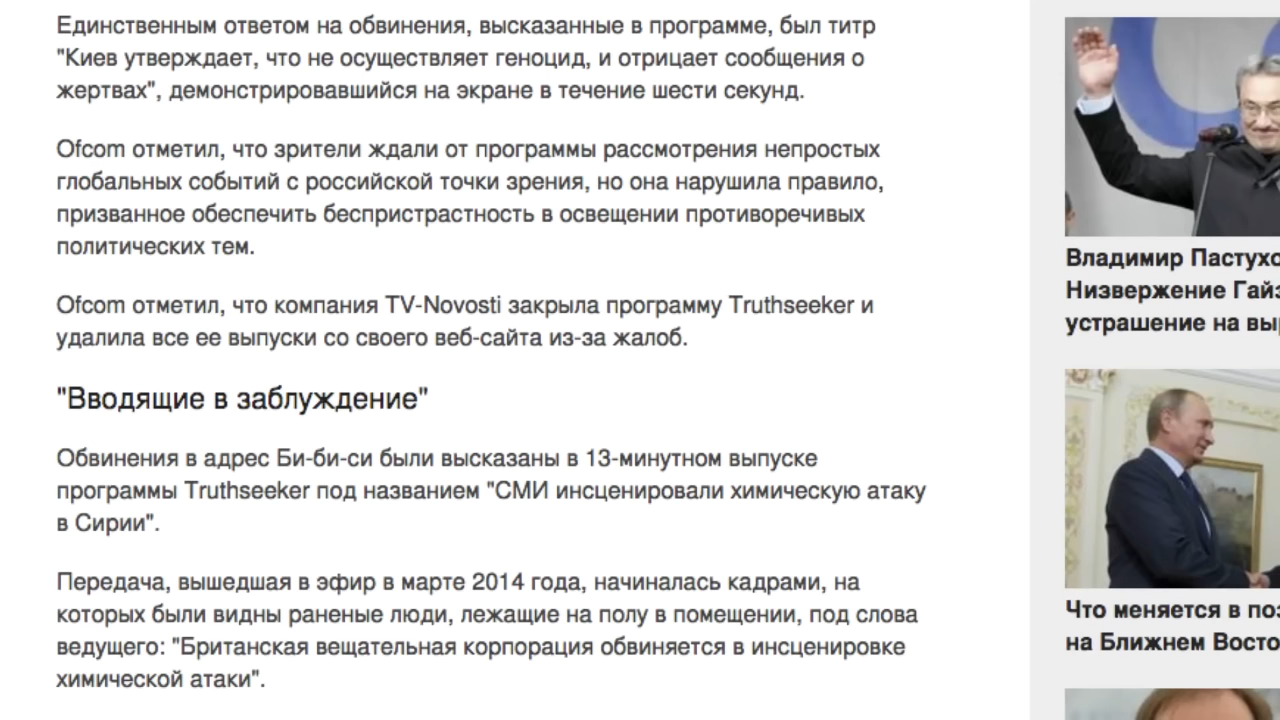 Единственным ответом на обвинения, высказанные в программе, был титр
"Киев утверждает, что не осуществляет геноцид, и отрицает сообщения о
жертвах", демонстрировавшийся на экране в течение шести секунд.
Ofcom отметил, что зрители ждали от программы рассмотрения непростых
глобальных событий с российской точки зрения, но она нарушила правило,
призванное обеспечить беспристрастность в освещении противоречивых
политических тем.
Ofcom отметил, что компания TV-Novosti закрыла программу Truthseeker и
удалила все ее выпуски со своего веб-сайта из-за жалоб.
"Вводящие в заблуждение"
Обвинения в адрес Би-би-си были высказаны в 13-минутном выпуске
программы Truthseeker под названием "СМИ инсценировали химическую атаку
в Сирии".
Передача, вышедшая в эфир в марте 2014 года, начиналась кадрами, на
которых были видны раненые люди, лежащие на полу в помещении, под слова
ведущего: "Британская вещательная корпорация обвиняется в инсценировке
химической атаки".
Владимир Пастухо
Низвержение Гай
устрашение на вы
Что меняется в по
на Ближнем Восто